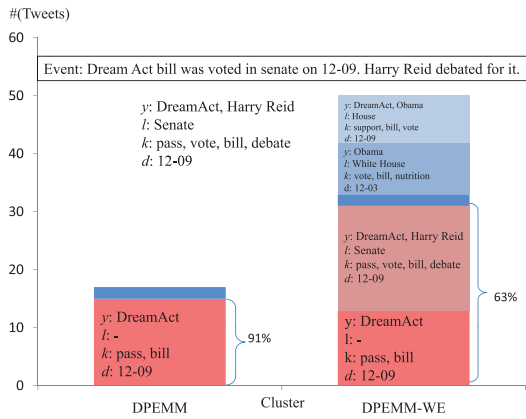 #(Tweets)
60
50
40
30
20
10
0
Event: Dream Act bill was voted in senate on 12-09. Harry Reid debated for it.
y: DreamAct, Harry Reid
l: Senate
k: pass, vote, bill, debate
d: 12-09
y: DreamAct
l: -
k: pass, bill
d: 12-09
91%
y: DreamAct, Obama
l: House
k: support, bill, vote
d: 12-09
y: Obama
l: White House
k: vote, bill, nutrition
d: 12-03
y: DreamAct, Harry Reid
l: Senate
k: pass, vote, bill, debate
d: 12-09
y: DreamAct
l: -
k: pass, bill
d: 12-09
63%
DPEMM
Cluster
DPEMM-WE